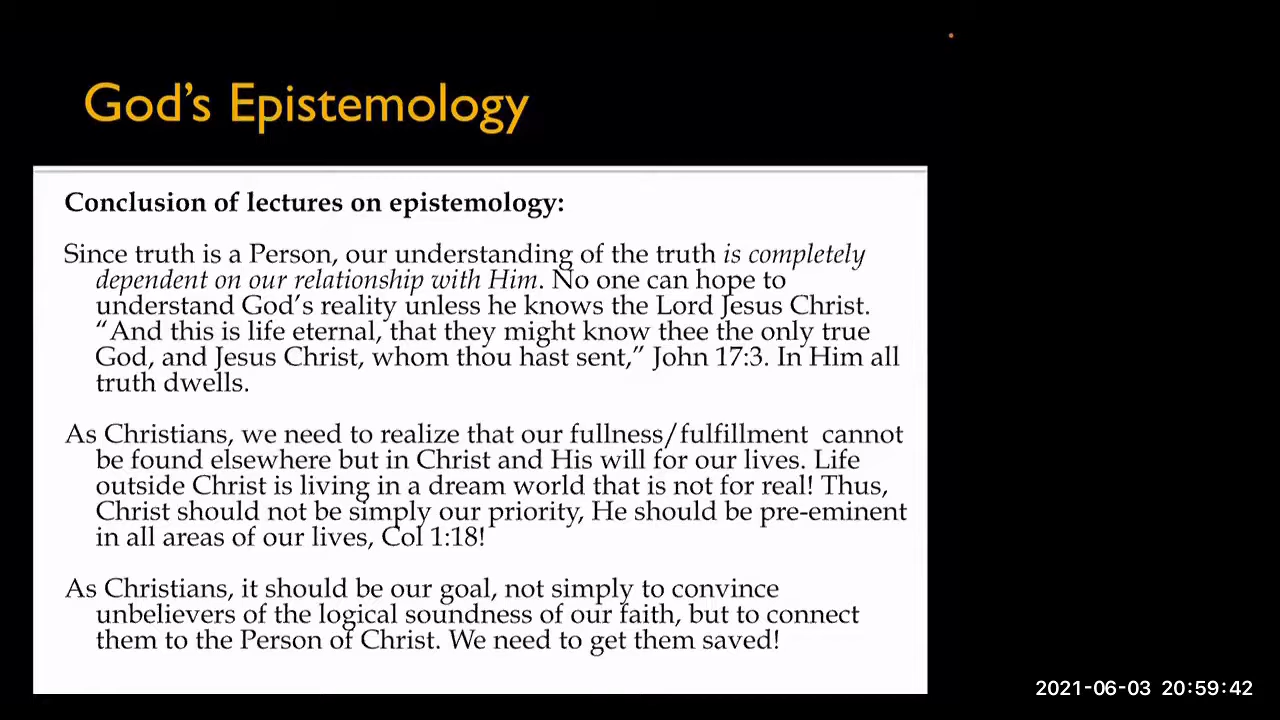 God’s Epistemology
Conclusion of lectures on epistemology:
Since truth is a Person, our understanding of the truth is completely
dependent on our relationship with Him. No one can hope to
understand God’s reality unless he knows the Lord Jesus Christ.
“And this is life eternal, that they might know thee the only true
God, and Jesus Christ, whom thou hast sent,” John 17:3. In Him all
truth dwells.
As Christians, we need to realize that our fullness/fulfillment  cannot
be found elsewhere but in Christ and His will for our lives. Life
outside Christ is living in a dream world that is not for real! Thus,
Christ should not be simply our priority, He should be pre-eminent
in all areas of our lives, Col 1:18!
As Christians, it should be our goal, not simply to convince
unbelievers of the logical soundness of our faith, but to connect
them to the Person of Christ. We need to get them saved!
2021-06-03 20:59:42